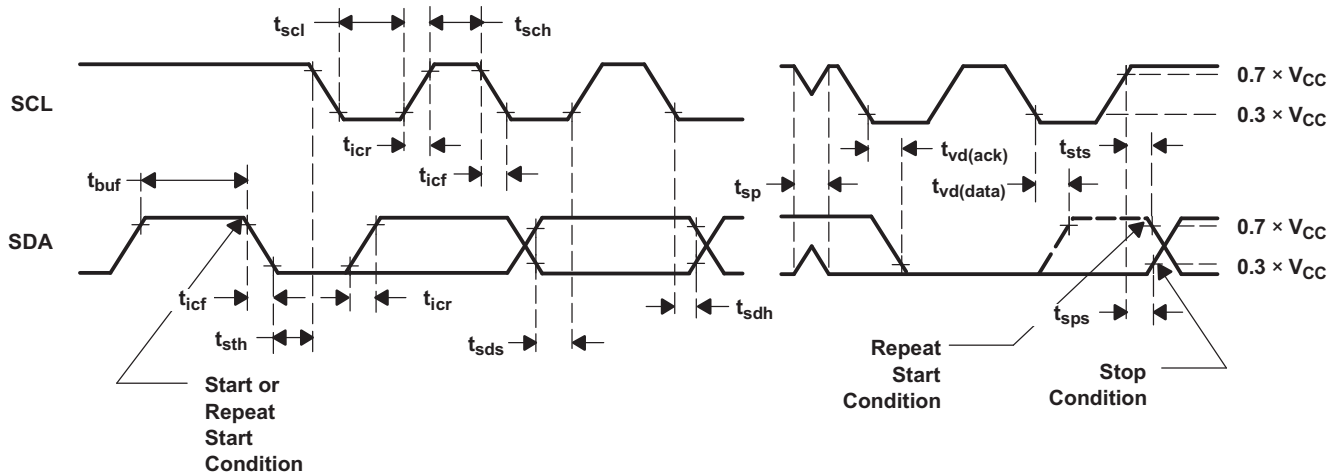 tscl
tsch
0.7 × VCC
SCL
0.3 × VCC
ticr
tvd(ack)
tsts
tbuf
ticf
tsp
tvd(data)
SDA
0.7 × VCC
0.3 × VCC
ticf
ticr
tsdh
tsps
tsth
tsds
Repeat
Start
Condition
Stop
Condition
Start or
Repeat
Start
Condition